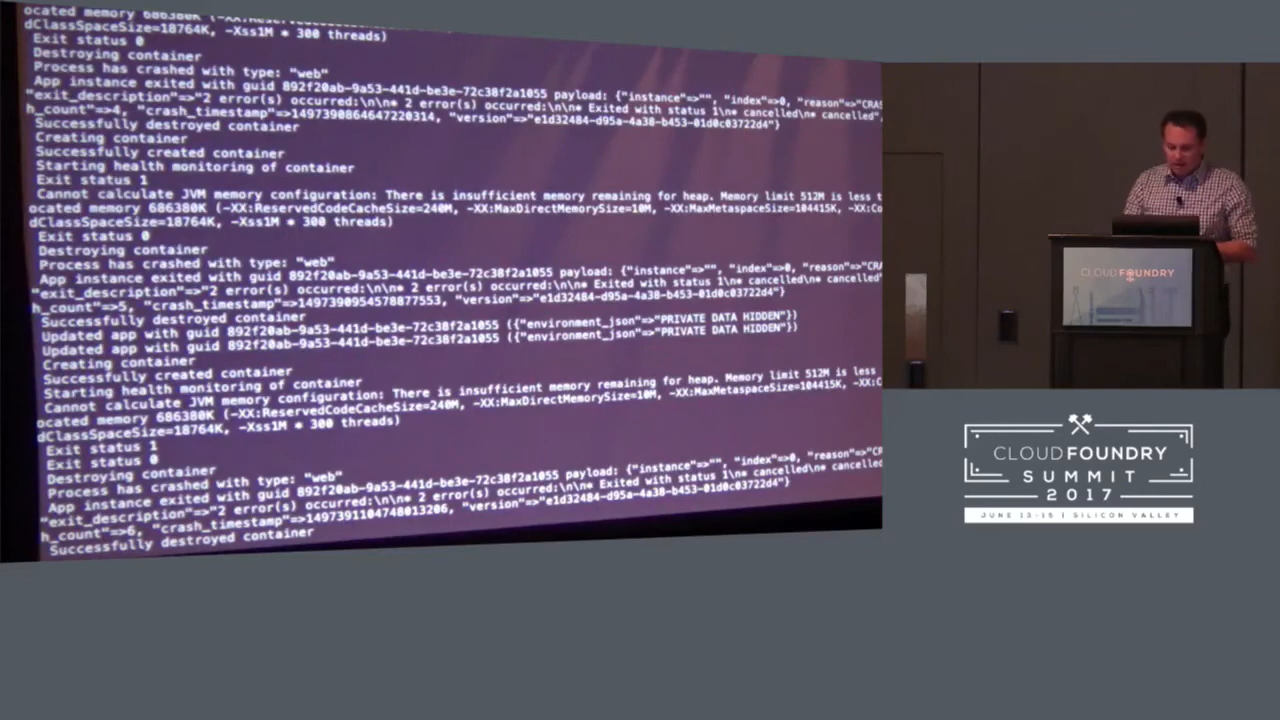 ocated memory 686380K (-XX:ReservedCodeCacheSize
dClassSpaceSize=18764K, -Xss1M * 300 threads)
Exit status 0
Destroying container
Process has crashed with type: "web"
App instance exited with guid 892f20ab-9a53-441d-be3e-72c38f2a1055 payload: {"instance"=>"", "index"=>0, "reason"=>"CRAS
"exit_description"=>"2 error(s) occurred:\n\n* 2 error(s) occurred:\n\n* Exited with status 1\n* cancelled\n* cancelled",
h_count"=>4, "crash_timestamp"=>1497390864647220314, "version"=>"e1d32484-d95a-4a38-b453-01d0c03722d4"}
Successfully destroyed container
Creating container
Successfully created container
Starting health monitoring of container
Exit status 1
Cannot calculate JVM memory configuration: There is insufficient memory remaining for heap. Memory limit 512M is less t
ocated memory 686380K (-XX:ReservedCodeCacheSize=240M, -XX:MaxDirectMemorySize=10M, -XX:MaxMetaspaceSize=104415K, -XX:Co
dClassSpaceSize=18764K, -Xss1M * 300 threads)
Exit status 0
Destroying container
Process has crashed with type: "web"
App instance exited with guid 892f20ab-9a53-441d-be3e-72c38f2a1055 payload: {"instance"=>"", "index"=>0, "reason"=>"CRA
"exit_description"=>"2 error(s) occurred:\n\n* 2 error(s) occurred:\n\n* Exited with status 1\n* cancelled\n* cancelled"
h_count"=>5, "crash_timestamp"=>1497390954578877553, "version"=>"e1d32484-d95a-4a38-b453-01d0c03722d4"}
Successfully destroyed container
Updated app with guid 892f20ab-9a53-441d-be3e-72c38f2a1055 ({"environment_json"=>"PRIVATE DATA HIDDEN"})
Updated app with guid 892f20ab-9a53-441d-be3e-72c38f2a1055 ({"environment_json"=>"PRIVATE DATA HIDDEN"})
Creating container
Successfully created container
Starting health monitoring of container
Cannot calculate JVM memory configuration: There is insufficient memory remaining for heap. Memory limit 512M is less
ocated memory 686380K (-XX:ReservedCodeCacheSize=240M, -XX:MaxDirectMemorySize=10M, -XX:MaxMetaspaceSize=104415K, -XX:C
dClassSpaceSize=18764K, -Xss1M * 300 threads)
Exit status 1
Exit status 0
Destroying container
Process has crashed with type: "web"
App instance exited with guid 892f20ab-9a53-441d-be3e-72c38f2a1055 payload: {"instance"=>"", "index"=>0, "reason"=>"CRA
"exit_description"=>"2 error(s) occurred:\n\n* 2 error(s) occurred:\n\n* Exited with status 1\n* cancelled\n* cancelled
h_count"=>6, "crash_timestamp"=>1497391104748013206, "version"=>"e1d32484-d95a-4a38-b453-01d0c03722d4"}
Successfully destroyed container
CLOUD FOUNDRY
CLOUD FOUNDRY
SUMMIT
2017
JUNE 13-15 | SILICON VALLEY